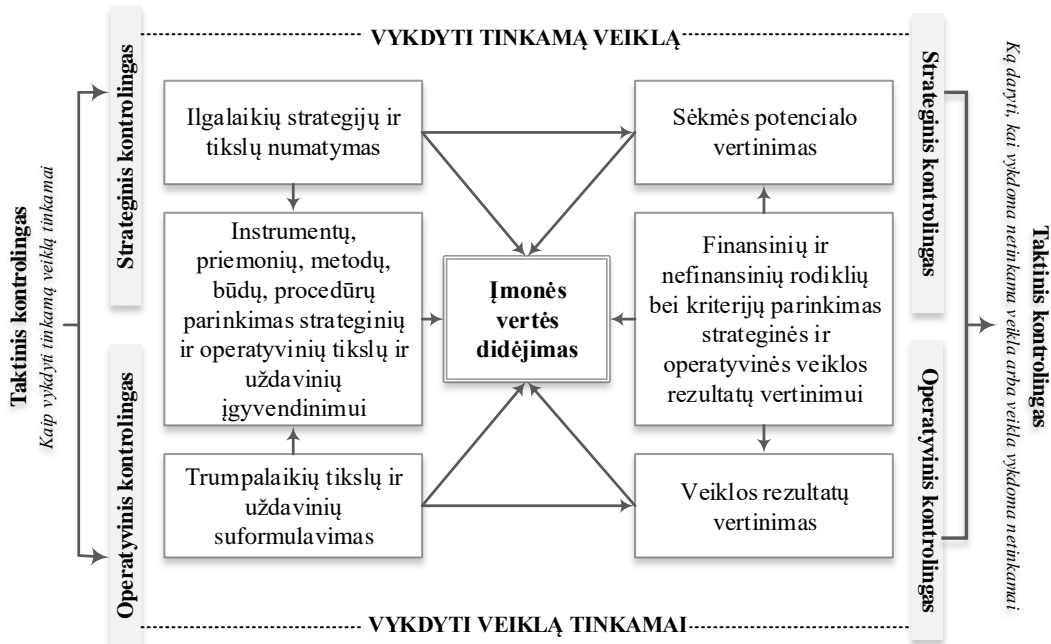 VYKDYTI TINKAMĄ VEIKLĄ
Taktinis kontrolingas
Kaip vykdyti tinkamą veiklą tinkamai
Strateginis kontrolingas
Operatyvinis kontrolingas
Ilgalaikių strategijų ir
tikslų numatymas
Instrumentų,
priemonių, metodų,
būdų, procedūrų
parinkimas strateginių
ir operatyvinių tikslų ir
uždavinių
įgyvendinimui
Trumpalaikių tikslų ir
uždavinių
suformulavimas
Įmonės
vertės
didėjimas
Sėkmės potencialo
vertinimas
Finansinių ir
nefinansinių rodiklių
bei kriterijų parinkimas
strateginės ir
operatyvinės veiklos
rezultatų vertinimui
Veiklos rezultatų
vertinimas
Strateginis kontrolingas
Operatyvinis kontrolingas
Ką daryti, kai vykdoma netinkama veikla arba veikla vykdoma netinkamai
Taktinis kontrolingas
VYKDYTI VEIKLĄ TINKAMAI